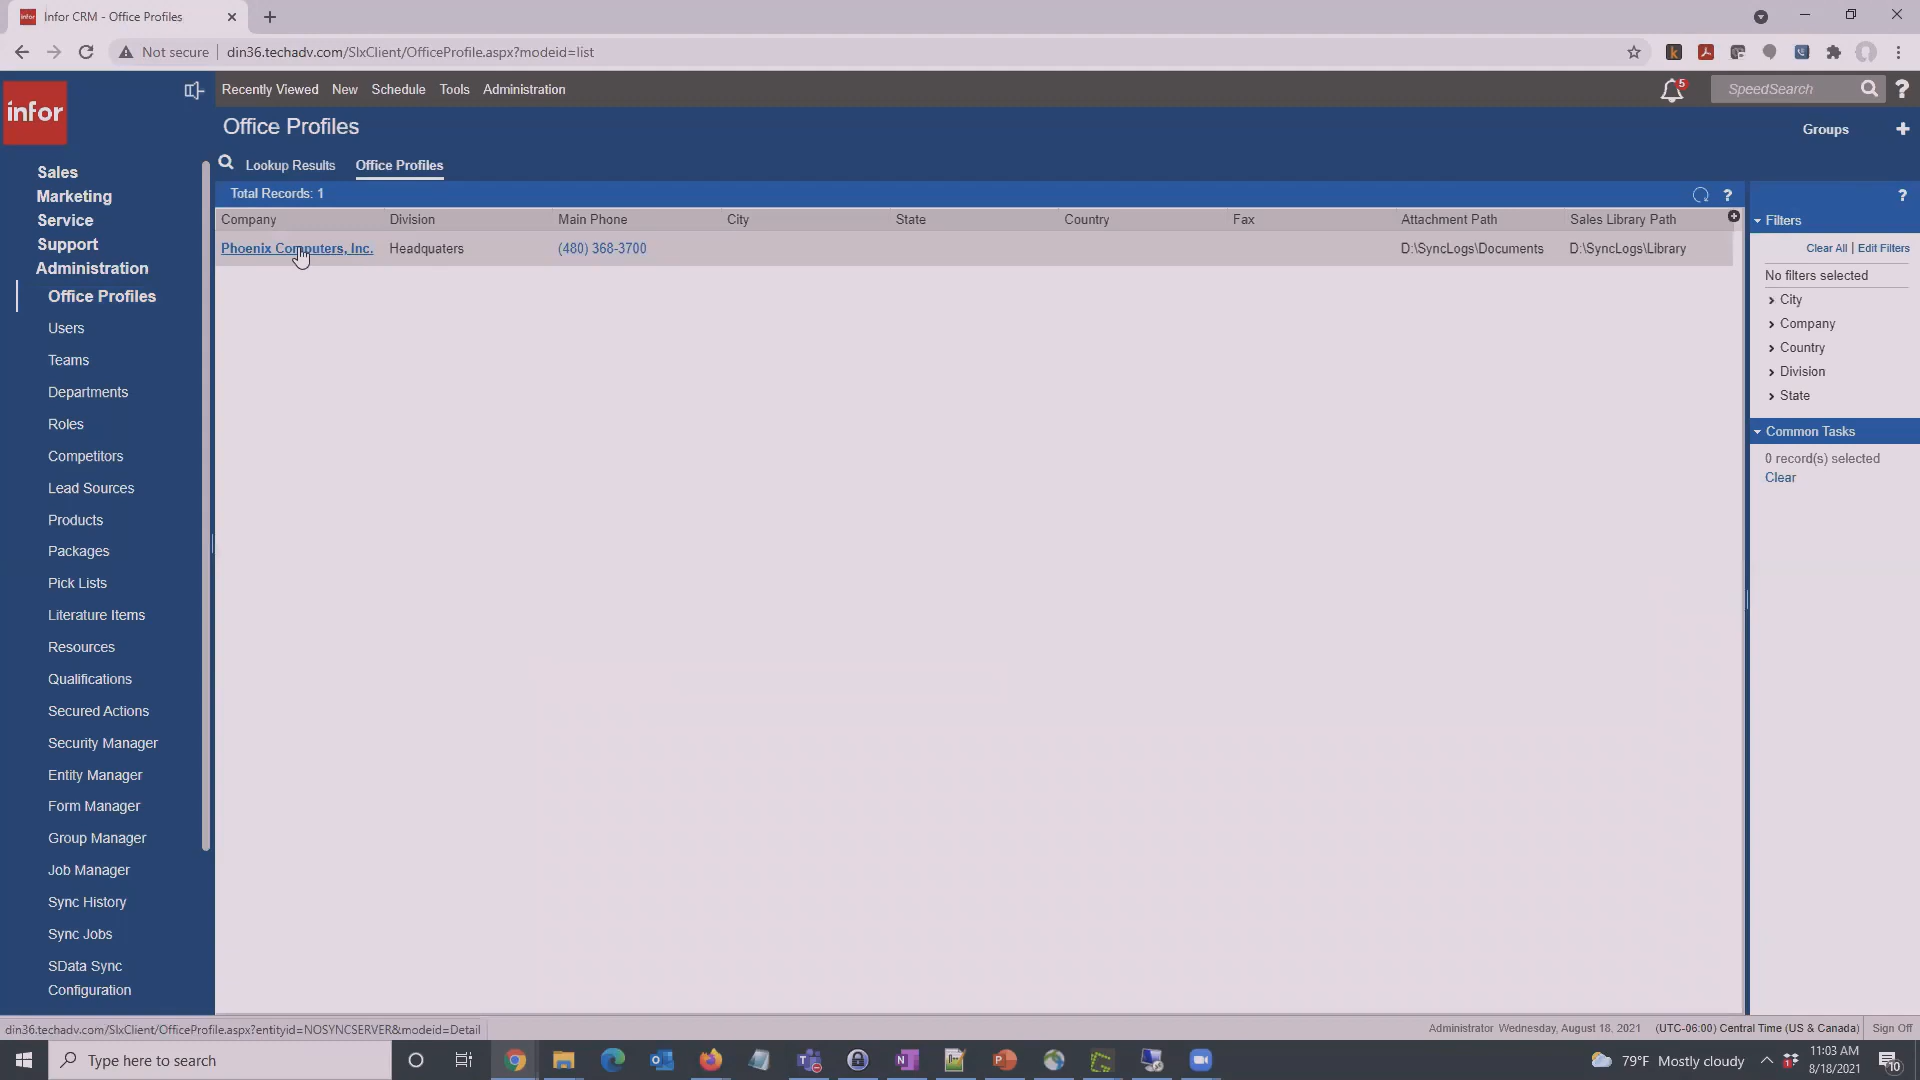 Infor CRM - Office Profiles
Not secure
din36.techadv.com/SlxClient/OfficeProfile.aspx?modeid=list
infor
Recently Viewed New Schedule Tools Administration
5
SpeedSearch
?
Office Profiles
Groups
Lookup Results Office Profiles
Total Records: 1
?
?
Company Division Main Phone City State Country Fax Attachment Path Sales Library Path
Phoenix Computers, Inc. Headquaters (480) 368-3700 D:\SyncLogs\Documents D:\SyncLogs\Library
Sales
Marketing
Service
Support
Administration
Office Profiles
Users
Teams
Departments
Roles
Competitors
Lead Sources
Products
Packages
Pick Lists
Literature Items
Resources
Qualifications
Secured Actions
Security Manager
Entity Manager
Form Manager
Group Manager
Job Manager
Sync History
Sync Jobs
SData Sync
Configuration
Filters
Clear All | Edit Filters
No filters selected
City
Company
Country
Division
State
Common Tasks
0 record(s) selected
Clear
din36.techadv.com/SlxClient/OfficeProfile.aspx?entityid=NOSYNCSERVER&modeid=Detail
Administrator Wednesday, August 18, 2021 (UTC-06:00) Central Time (US & Canada) Sign Off
Type here to search
79°F Mostly cloudy
11:03 AM
8/18/2021
10